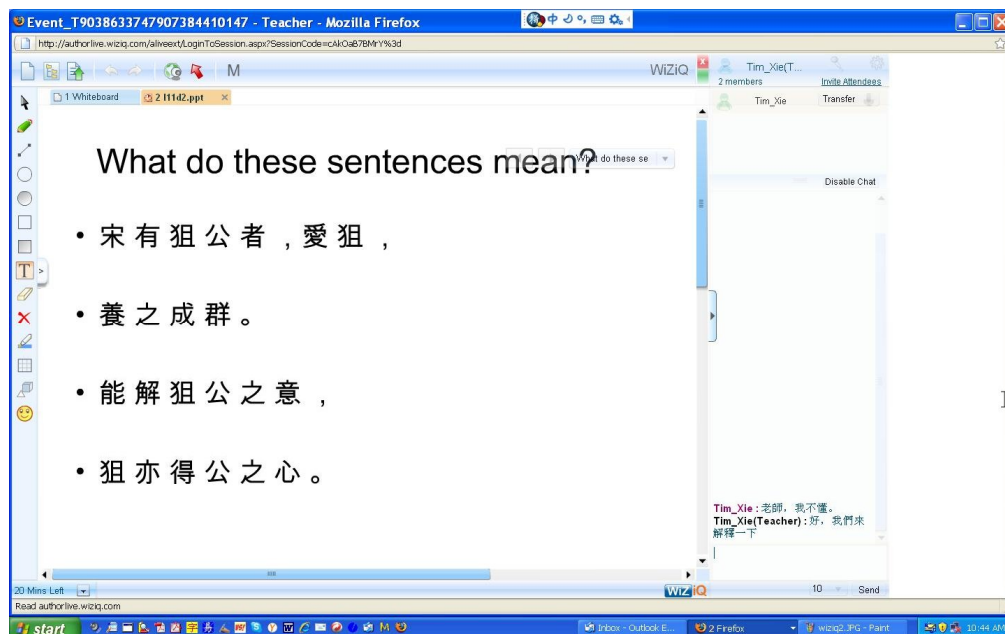 Event_T9038633747907384410147 - Teacher - Mozilla Firefox
中
http://authorlive.wiziq.com/aliveext/LoginToSession.aspx?SessionCode=cAkOaB7BMrY%3d
M
WiZiQ
Tim_Xie(T...
2 members
Invite Attendees
1 Whiteboard
2 l11d2.ppt
Tim_Xie
Transfer
What do these sentences mean?
What do these se
Disable Chat
• 宋有狙公者,愛狙,
• 養之成群。
• 能解狙公之意,
• 狙亦得公之心。
T
Tim_Xie:老師,我不懂。
Tim_Xie(Teacher):好,我們來
解釋一下
20 Mins Left
WiZiQ
10
Send
Read authorlive.wiziq.com
start
Inbox - Outlook E...
2 Firefox
wiziq2.JPG - Paint
10:44 AM